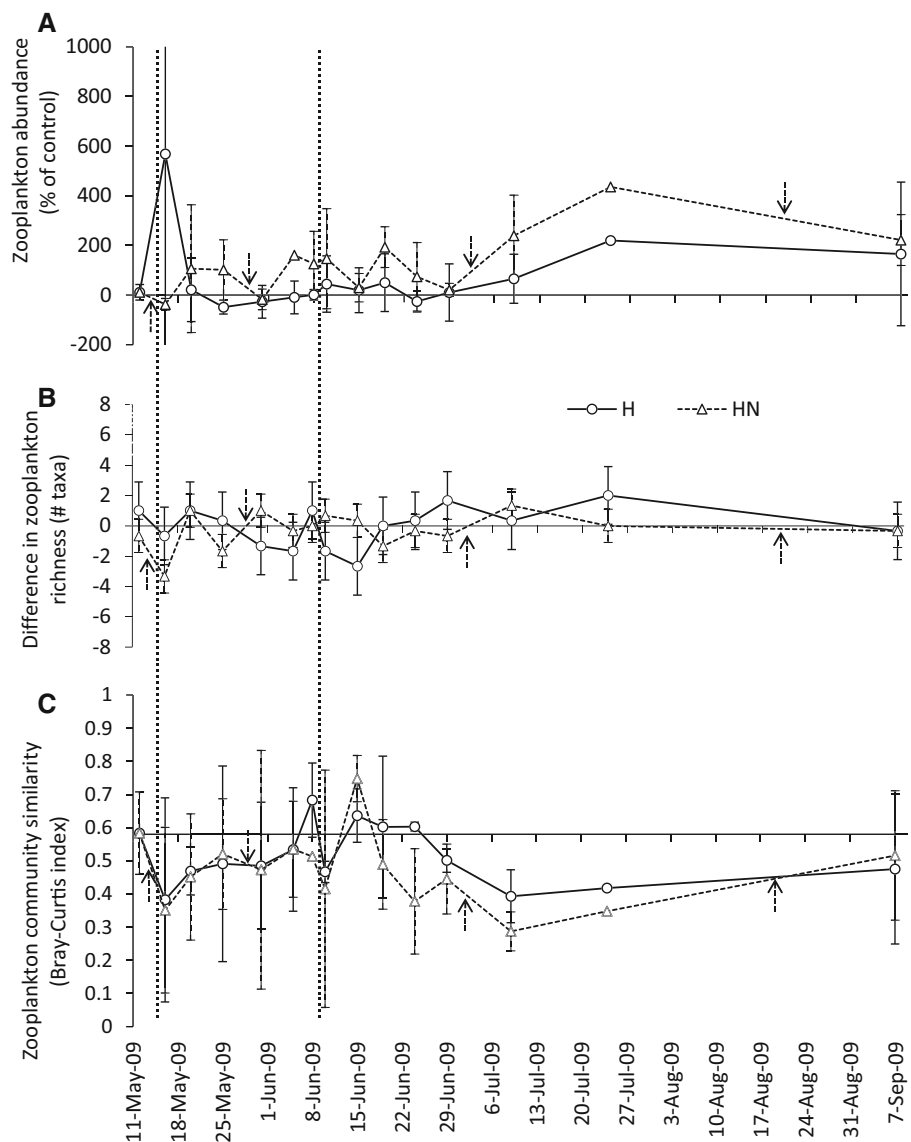 A
Zooplankton abundance
(% of control)
1000
800
600
400
200
0
-200
B
Difference in zooplankton
richness (# taxa)
8
6
4
2
0
-2
-4
-6
-8
H
HN
C
Zooplankton community similarity
(Bray-Curtis index)
1
0.9
0.8
0.7
0.6
0.5
0.4
0.3
0.2
0.1
0
11-May-09
18-May-09
25-May-09
1-Jun-09
8-Jun-09
15-Jun-09
22-Jun-09
29-Jun-09
6-Jul-09
13-Jul-09
20-Jul-09
27-Jul-09
3-Aug-09
10-Aug-09
17-Aug-09
24-Aug-09
31-Aug-09
7-Sep-09